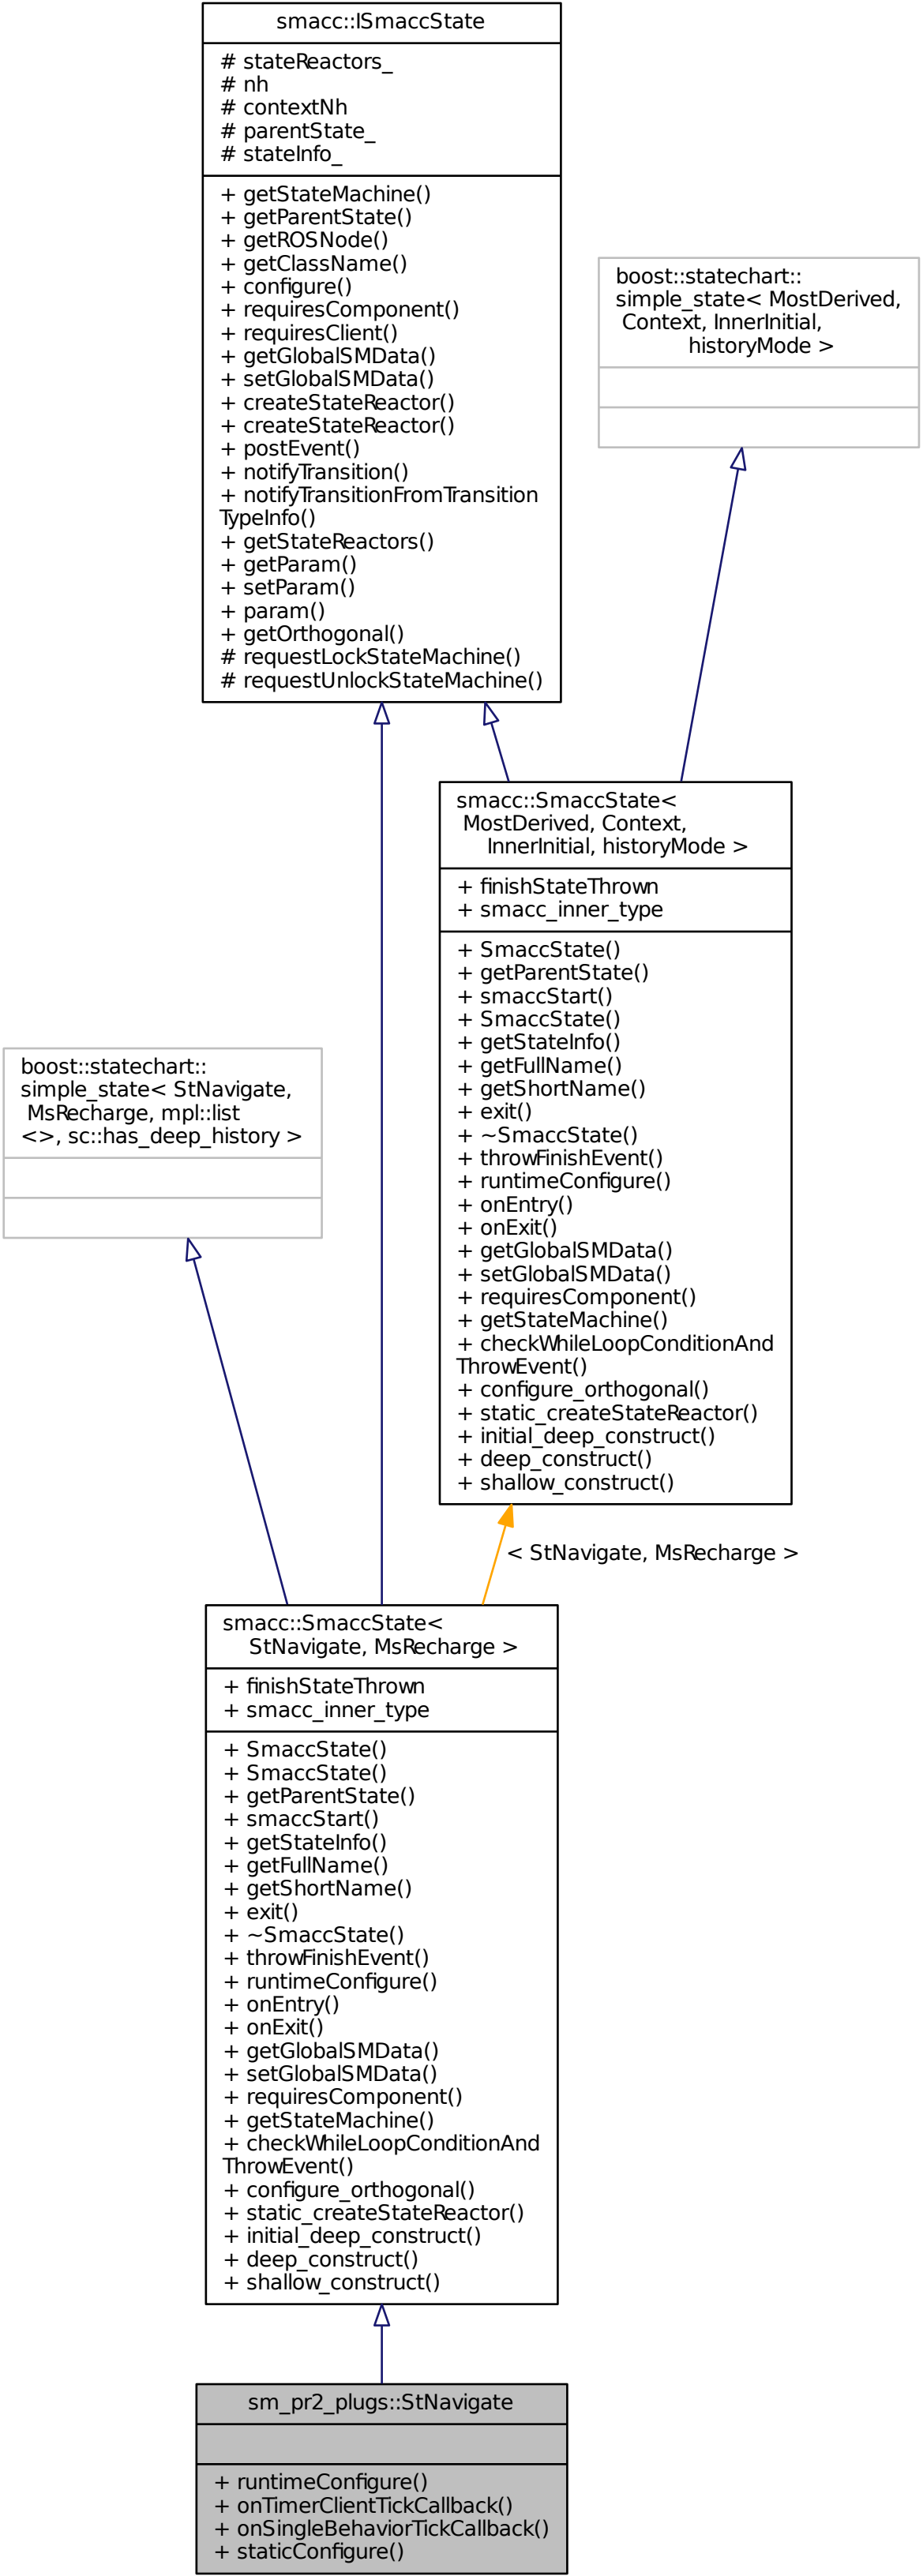 smacc::ISmaccState
# stateReactors_
# nh
# contextNh
# parentState_
# stateInfo_
+ getStateMachine()
+ getParentState()
+ getROSNode()
+ getClassName()
+ configure()
+ requiresComponent()
+ requiresClient()
+ getGlobalSMData()
+ setGlobalSMData()
+ createStateReactor()
+ createStateReactor()
+ postEvent()
+ notifyTransition()
+ notifyTransitionFromTransition
TypeInfo()
+ getStateReactors()
+ getParam()
+ setParam()
+ param()
+ getOrthogonal()
# requestLockStateMachine()
# requestUnlockStateMachine()
boost::statechart::
simple_state< MostDerived,
Context, InnerInitial,
historyMode >
smacc::SmaccState<
MostDerived, Context,
InnerInitial, historyMode >
+ finishStateThrown
+ smacc_inner_type
+ SmaccState()
+ getParentState()
+ smaccStart()
+ SmaccState()
+ getStateInfo()
+ getFullName()
+ getShortName()
+ exit()
+ ~SmaccState()
+ throwFinishEvent()
+ runtimeConfigure()
+ onEntry()
+ onExit()
+ getGlobalSMData()
+ setGlobalSMData()
+ requiresComponent()
+ getStateMachine()
+ checkWhileLoopConditionAnd
ThrowEvent()
+ configure_orthogonal()
+ static_createStateReactor()
+ initial_deep_construct()
+ deep_construct()
+ shallow_construct()
boost::statechart::
simple_state< StNavigate,
MsRecharge, mpl::list
<>, sc::has_deep_history >
< StNavigate, MsRecharge >
smacc::SmaccState<
StNavigate, MsRecharge >
+ finishStateThrown
+ smacc_inner_type
+ SmaccState()
+ SmaccState()
+ getParentState()
+ smaccStart()
+ getStateInfo()
+ getFullName()
+ getShortName()
+ exit()
+ ~SmaccState()
+ throwFinishEvent()
+ runtimeConfigure()
+ onEntry()
+ onExit()
+ getGlobalSMData()
+ setGlobalSMData()
+ requiresComponent()
+ getStateMachine()
+ checkWhileLoopConditionAnd
ThrowEvent()
+ configure_orthogonal()
+ static_createStateReactor()
+ initial_deep_construct()
+ deep_construct()
+ shallow_construct()
sm_pr2_plugs::StNavigate
+ runtimeConfigure()
+ onTimerClientTickCallback()
+ onSingleBehaviorTickCallback()
+ staticConfigure()